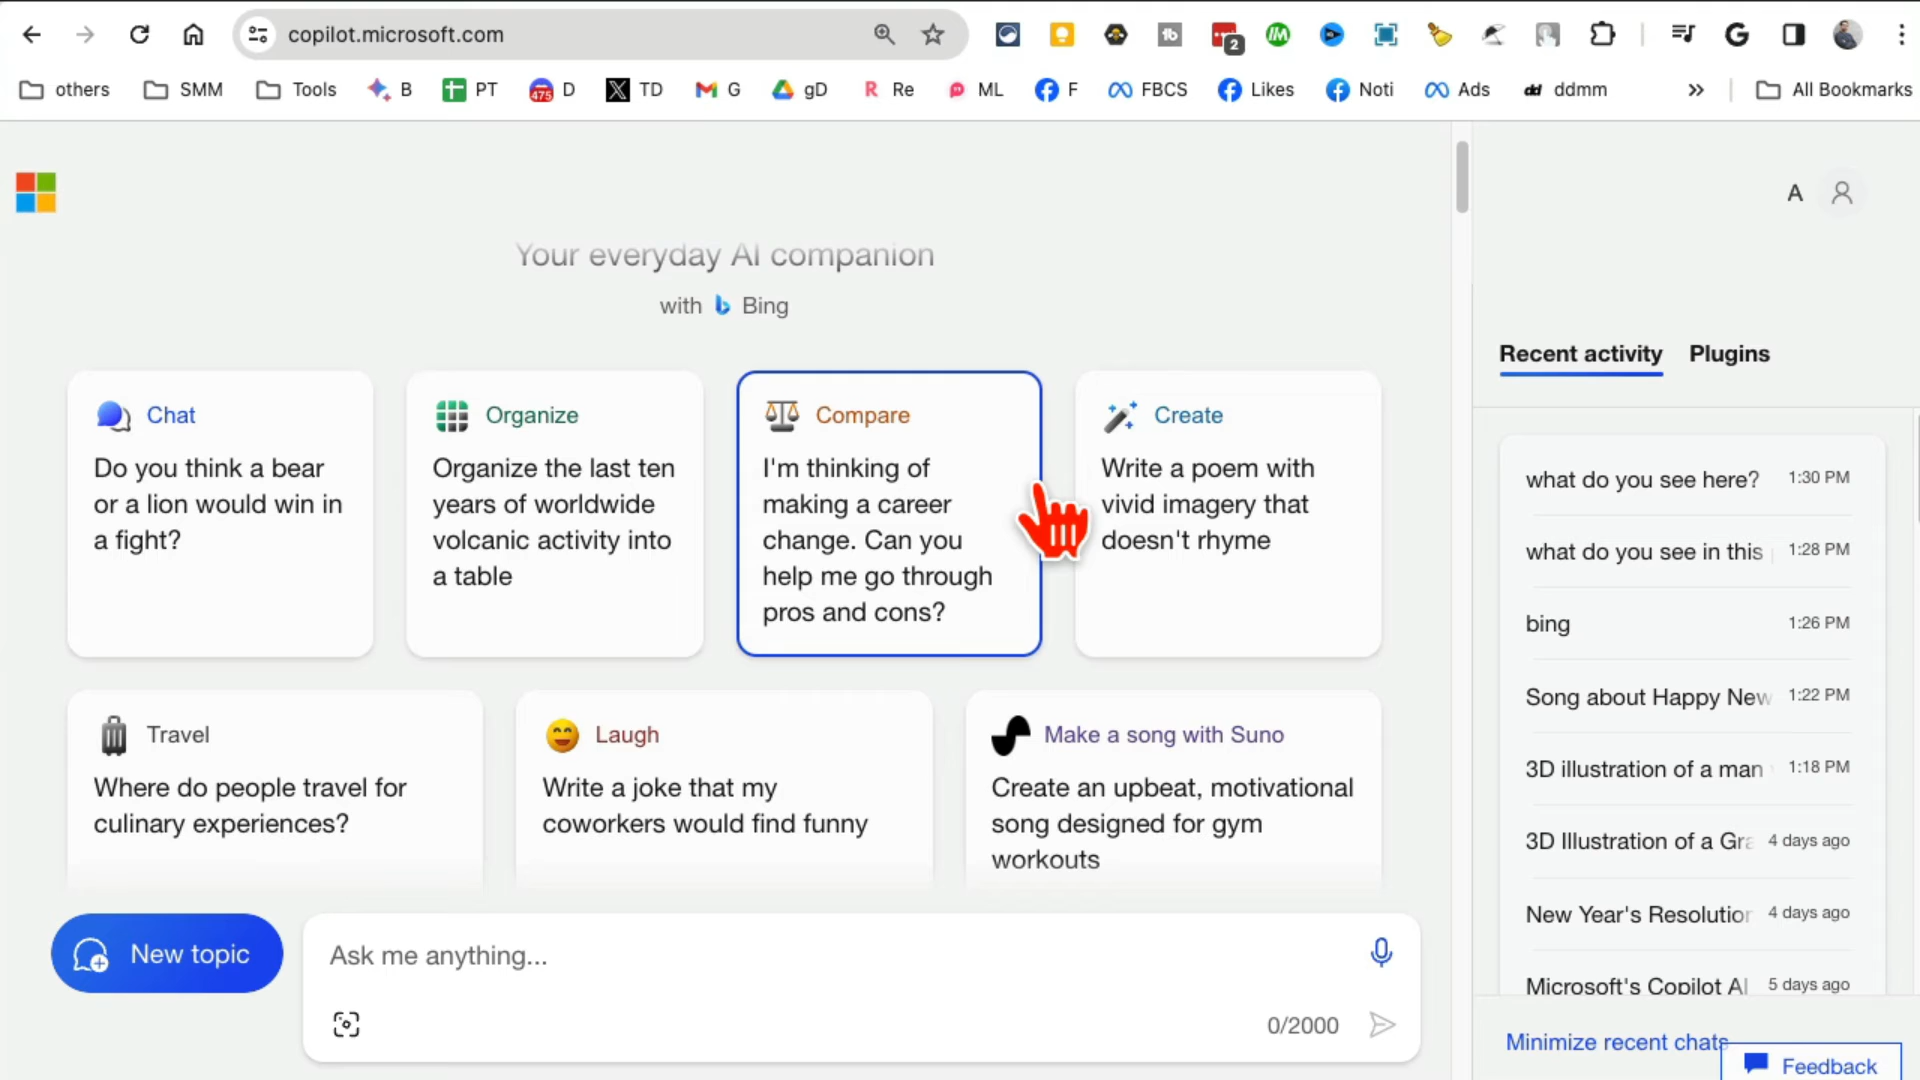 copilot.microsoft.com
2
others SMM Tools B PT 475 D TD G gD R Re ML F FBCS Likes Noti Ads dd ddmm » All Bookmarks
A
Your everyday AI companion
with Bing
Recent activity Plugins
Chat
Do you think a bear
or a lion would win in
a fight?
Organize
Organize the last ten
years of worldwide
volcanic activity into
a table
Compare
I'm thinking of
making a career
change. Can you
help me go through
pros and cons?
Create
Write a poem with
vivid imagery that
doesn't rhyme
Travel
Where do people travel for
culinary experiences?
Laugh
Write a joke that my
coworkers would find funny
Make a song with Suno
Create an upbeat, motivational
song designed for gym
workouts
what do you see here? 1:30 PM
what do you see in this 1:28 PM
bing 1:26 PM
Song about Happy New 1:22 PM
3D illustration of a man 1:18 PM
3D Illustration of a Gra 4 days ago
New Year's Resolution 4 days ago
Microsoft's Copilot AI 5 days ago
New topic
Ask me anything...
0/2000
Minimize recent chats
Feedback